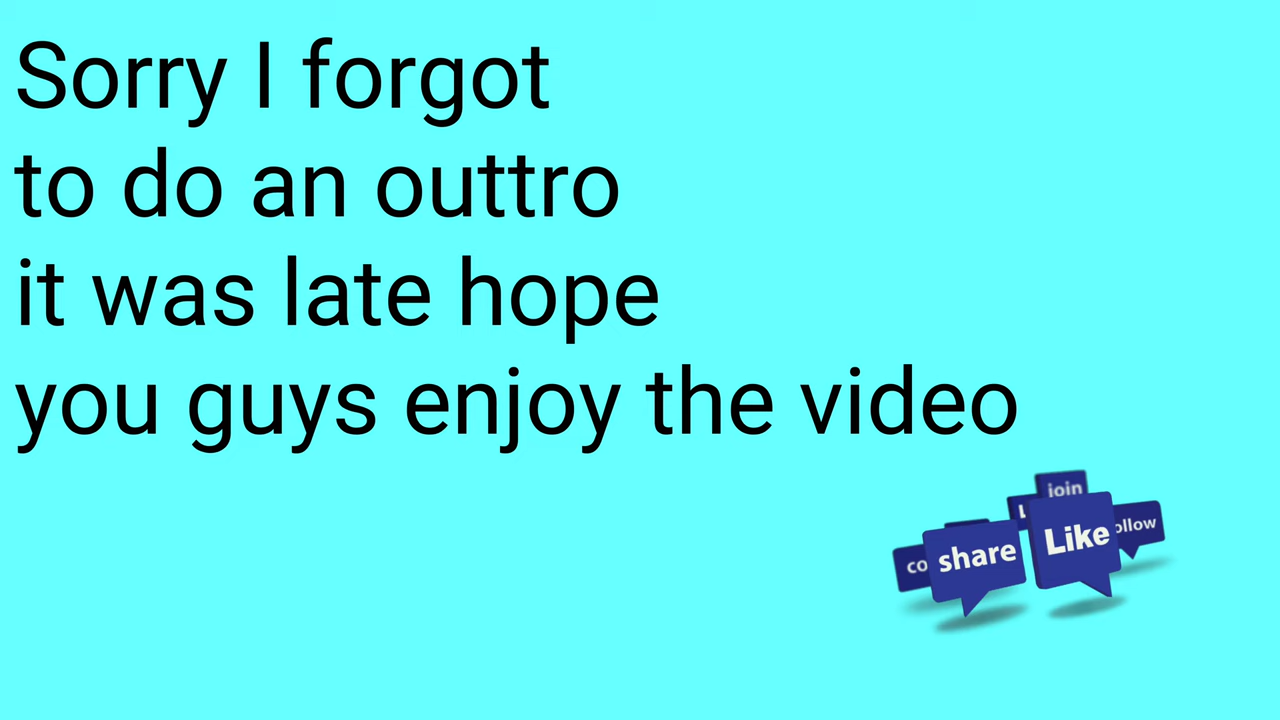 Sorry I forgot
to do an outtro
it was late hope
you guys enjoy the video
join
share
Like